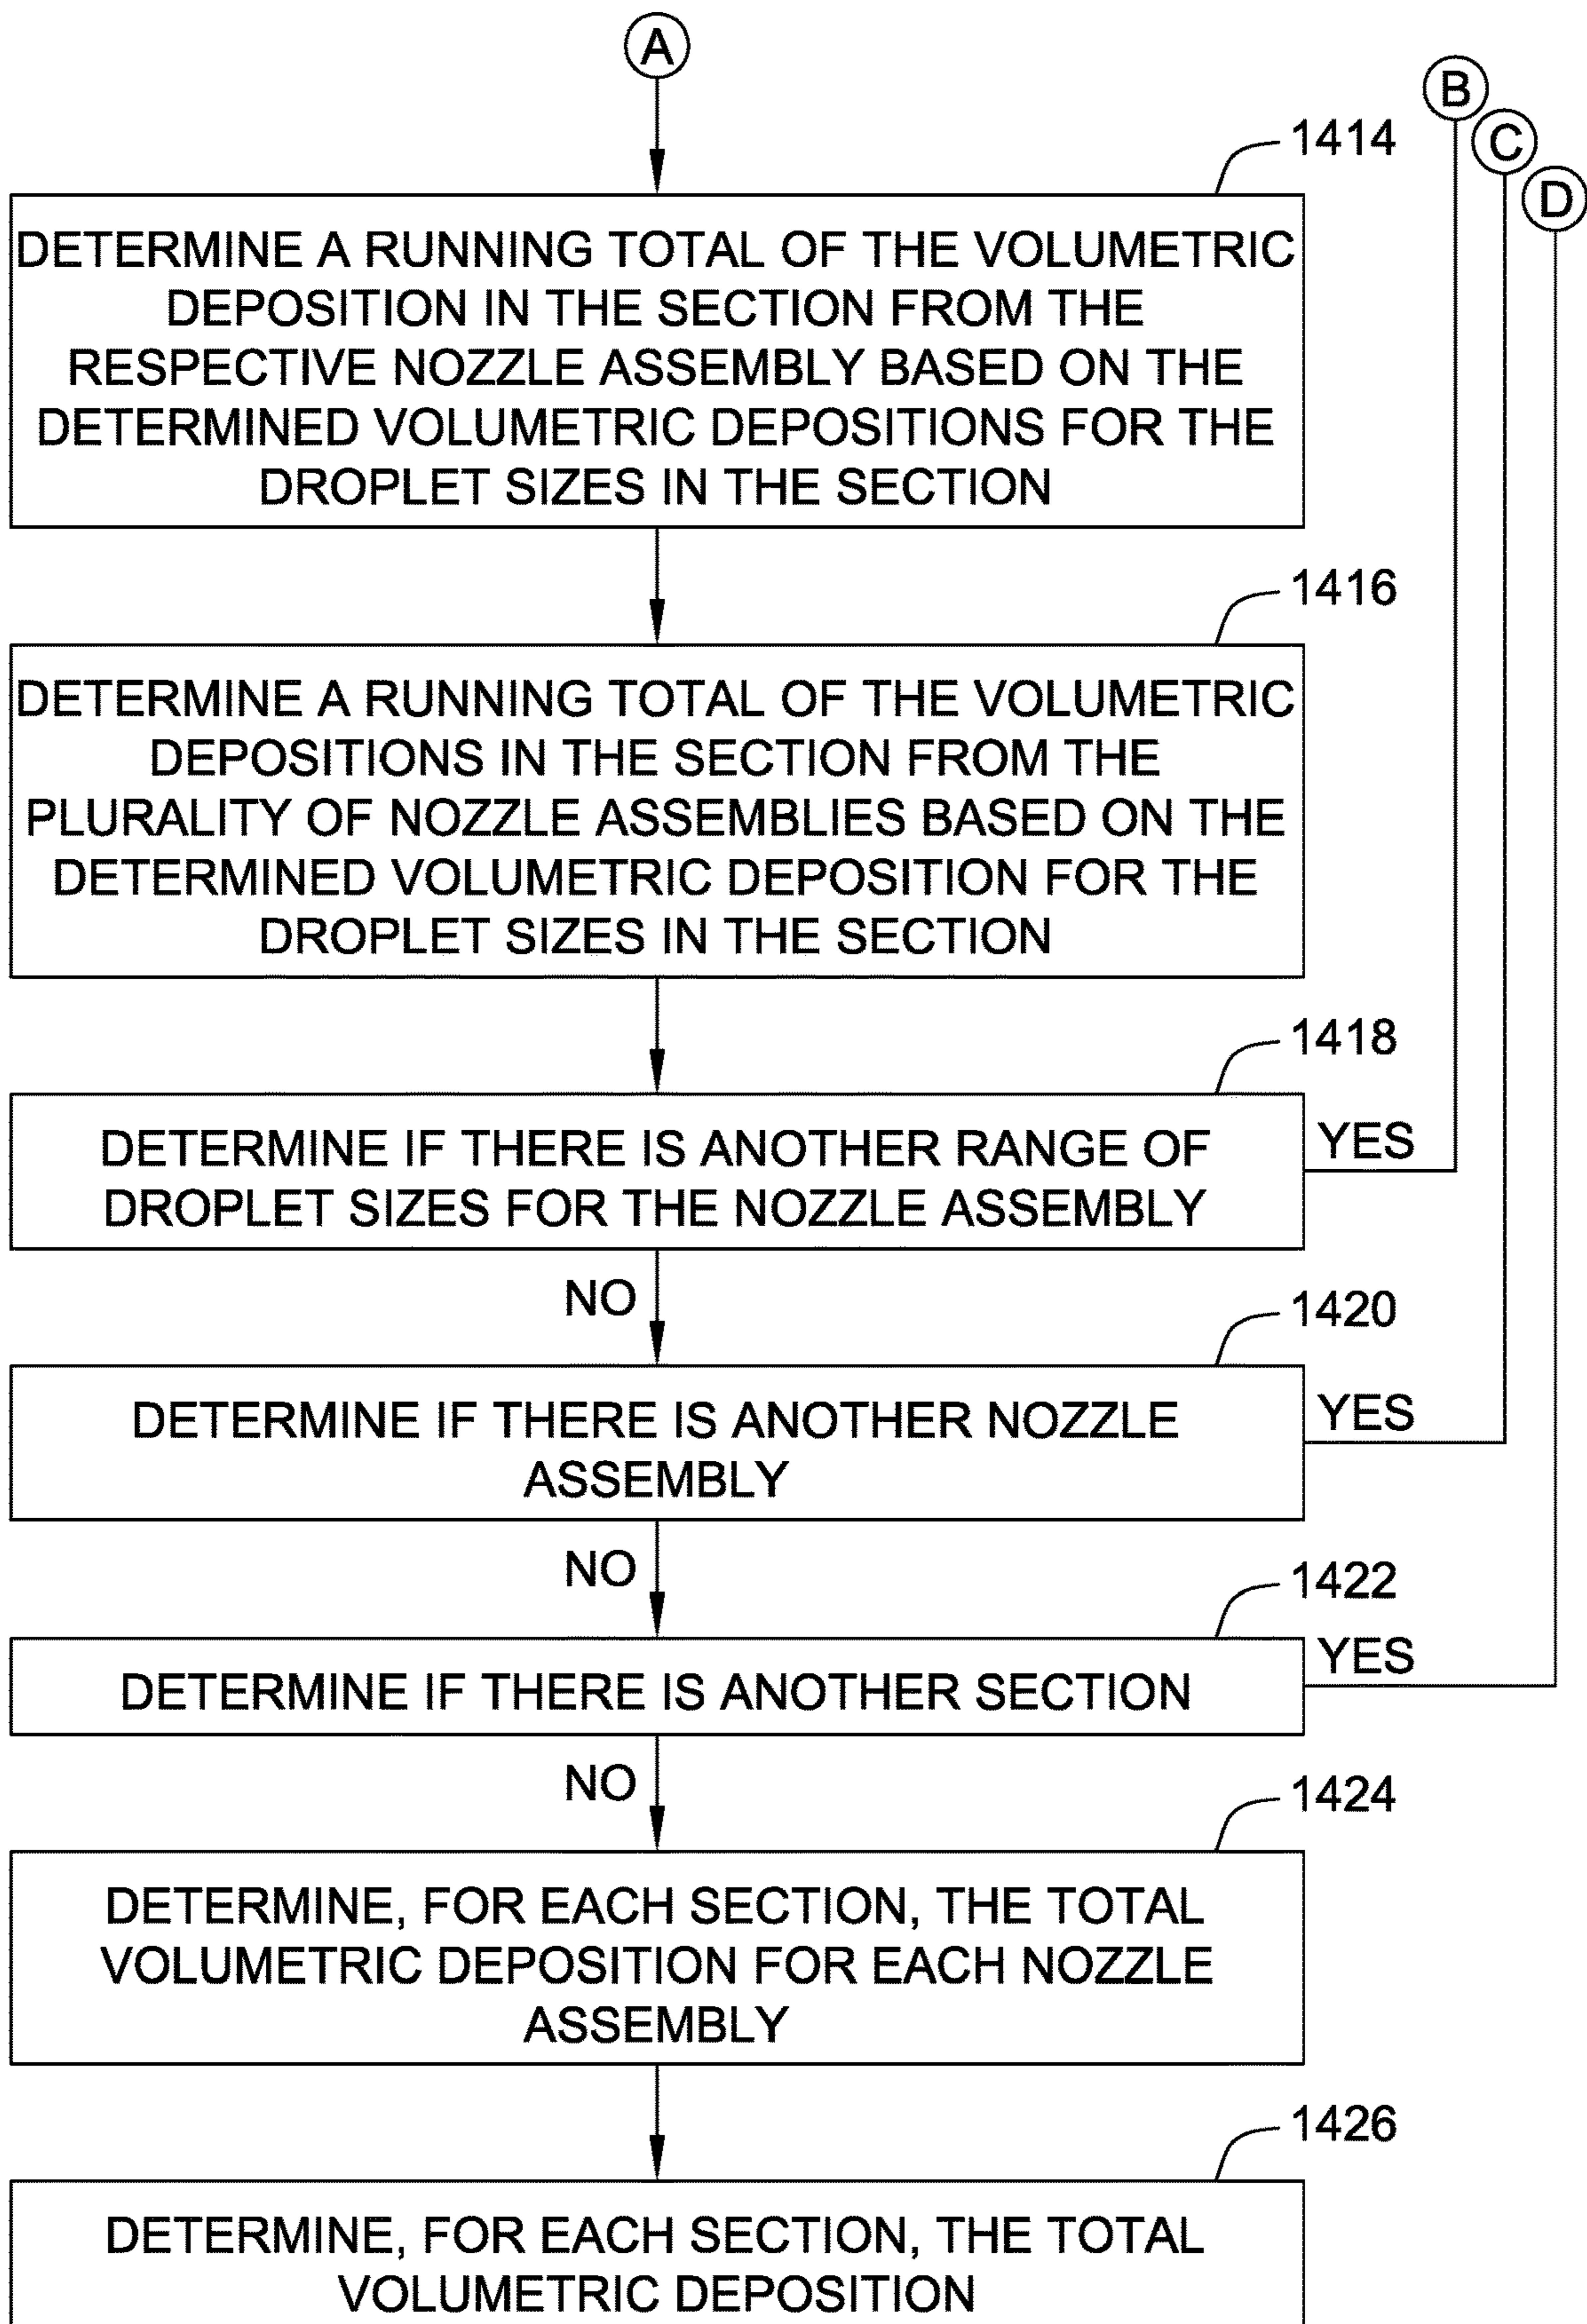 A
B
C
D
1414
DETERMINE A RUNNING TOTAL OF THE VOLUMETRIC
DEPOSITION IN THE SECTION FROM THE
RESPECTIVE NOZZLE ASSEMBLY BASED ON THE
DETERMINED VOLUMETRIC DEPOSITIONS FOR THE
DROPLET SIZES IN THE SECTION
1416
DETERMINE A RUNNING TOTAL OF THE VOLUMETRIC
DEPOSITIONS IN THE SECTION FROM THE
PLURALITY OF NOZZLE ASSEMBLIES BASED ON THE
DETERMINED VOLUMETRIC DEPOSITION FOR THE
DROPLET SIZES IN THE SECTION
1418
DETERMINE IF THERE IS ANOTHER RANGE OF
DROPLET SIZES FOR THE NOZZLE ASSEMBLY
YES
NO
1420
DETERMINE IF THERE IS ANOTHER NOZZLE
ASSEMBLY
YES
NO
1422
DETERMINE IF THERE IS ANOTHER SECTION
YES
NO
1424
DETERMINE, FOR EACH SECTION, THE TOTAL
VOLUMETRIC DEPOSITION FOR EACH NOZZLE
ASSEMBLY
1426
DETERMINE, FOR EACH SECTION, THE TOTAL
VOLUMETRIC DEPOSITION